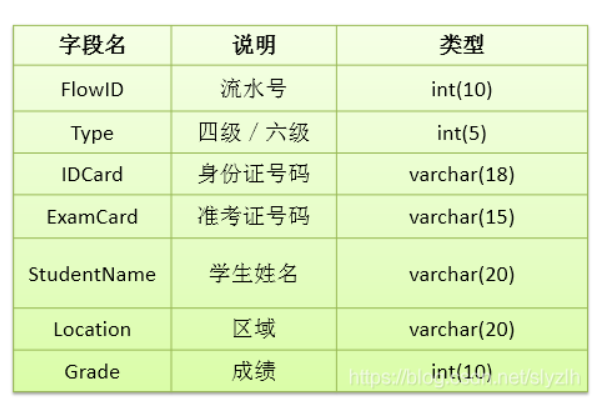 字段名 说明 类型
FlowID 流水号 int(10)
Type 四级／六级 int(5)
IDCard 身份证号码 varchar(18)
ExamCard 准考证号码 varchar(15)
StudentName 学生姓名 varchar(20)
Location 区域 varchar(20)
Grade 成绩 int(10)
https://blog.csdn.net/slyzlh